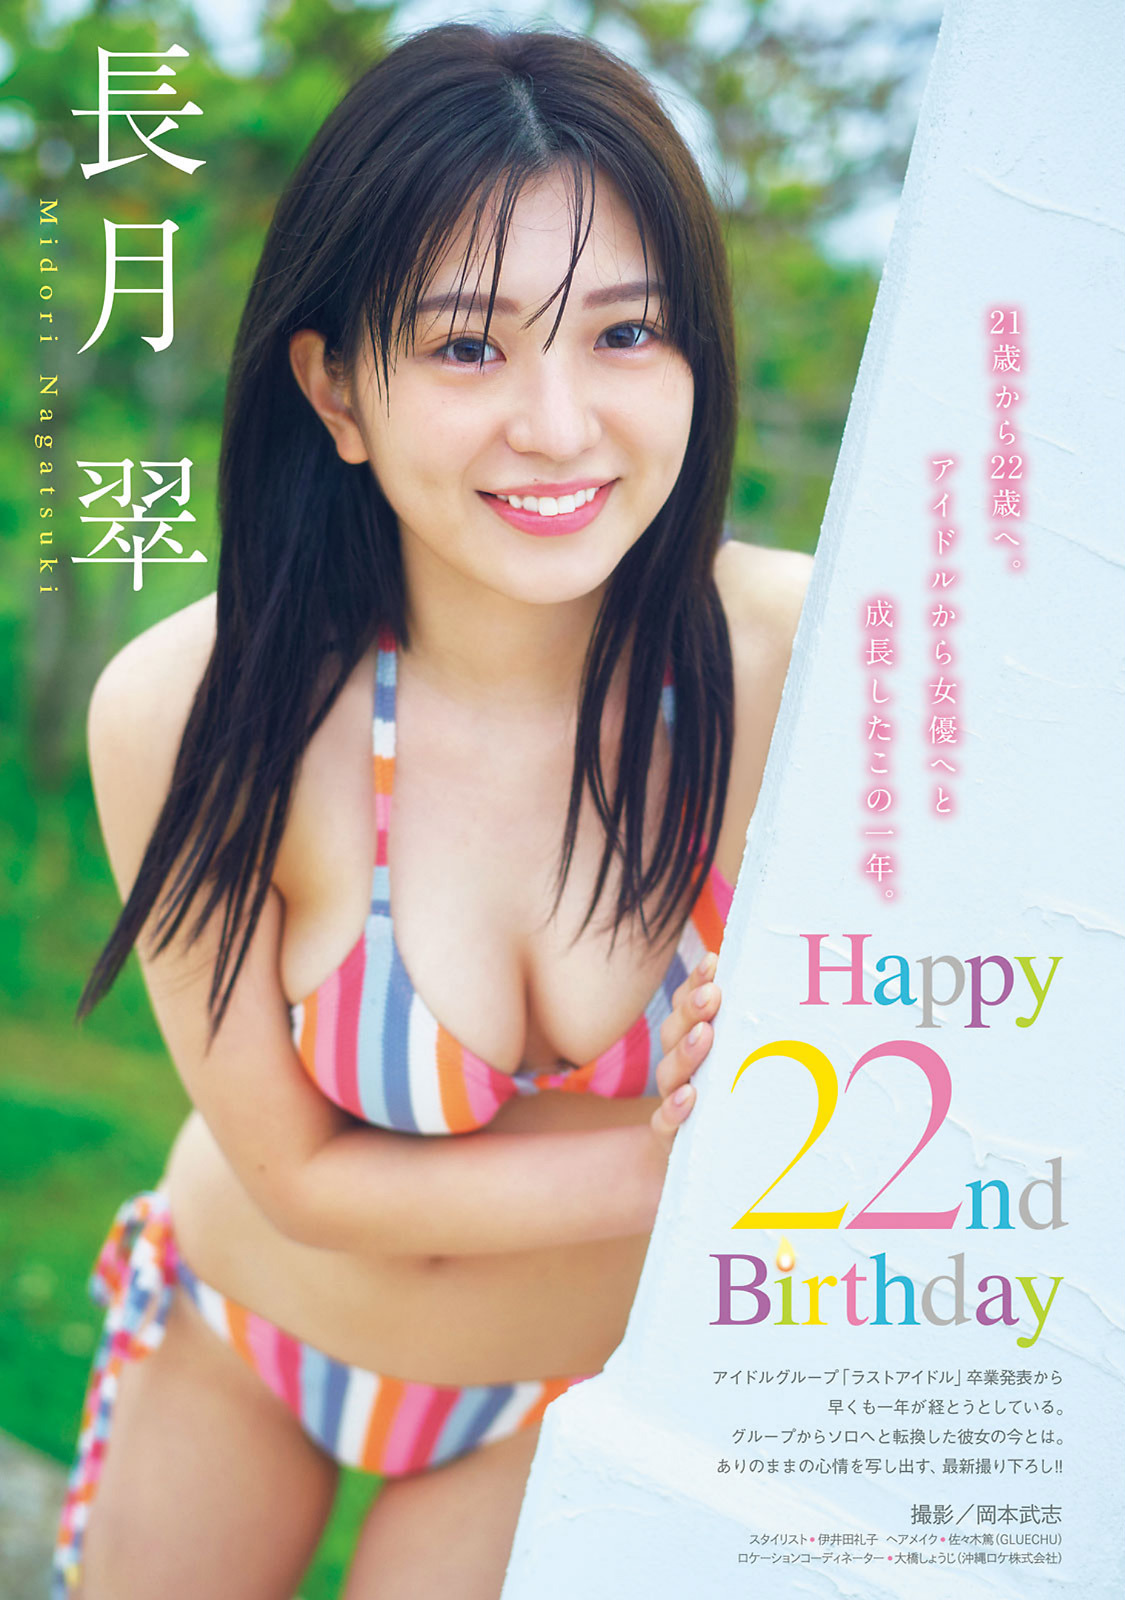 長月 翠
Midori Nagatsuki
21歳から22歳へ。
アイドルから女優へと
成長したこの一年。
Happy
22nd
Birthday
アイドルグループ「ラストアイドル」卒業発表から
早くも一年が経とうとしている。
グループからソロへと転換した彼女の今とは。
ありのままの心情を写し出す、最新撮り下ろし!!
撮影／岡本武志
スタイリスト●伊井田礼子 ヘアメイク●佐々木篤（GLUECHU）
ロケーションコーディネーター●大橋しょうじ（沖縄ロケ株式会社）